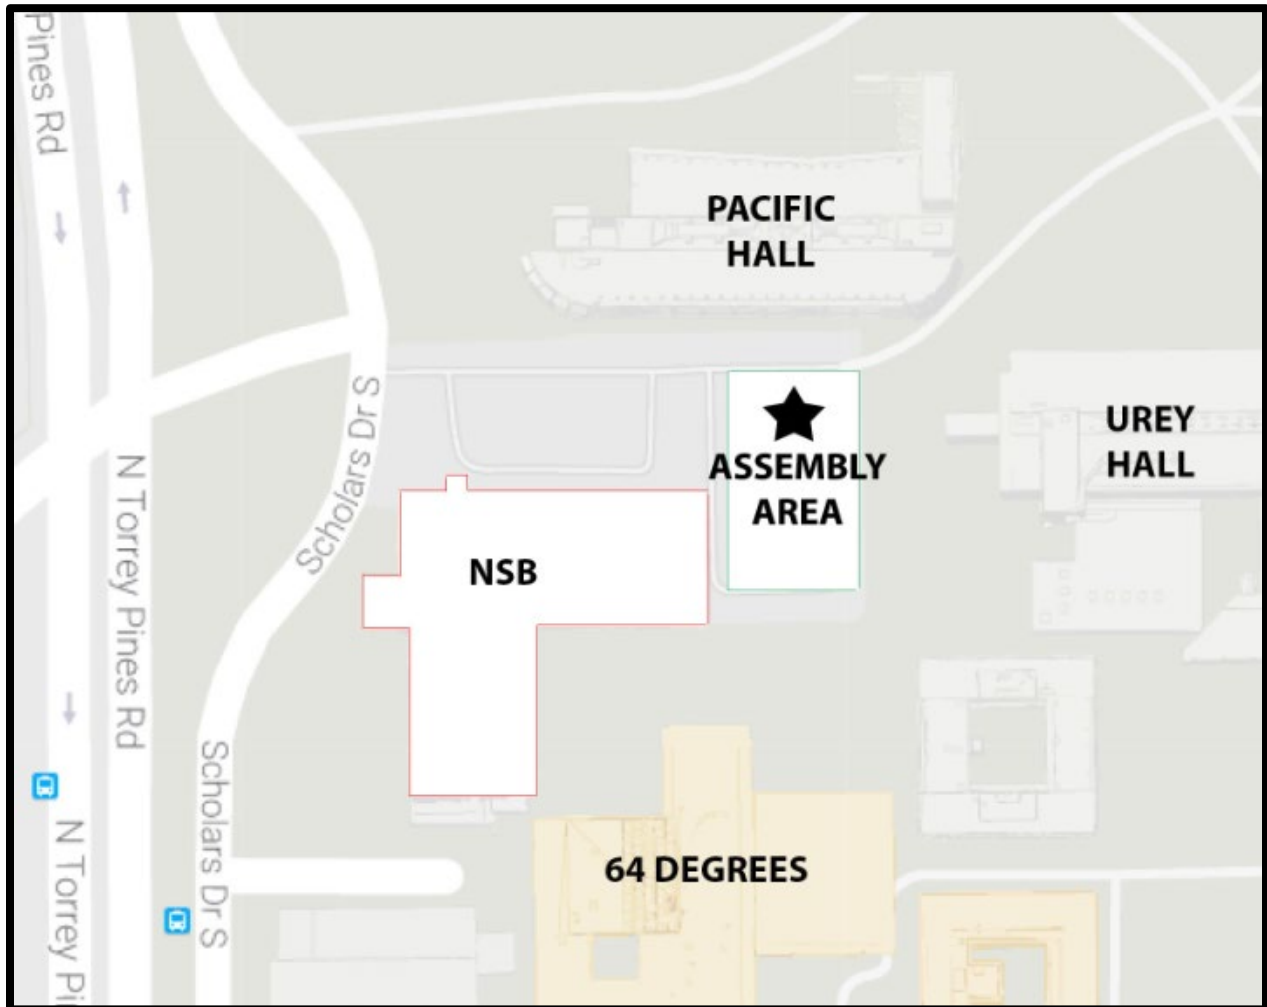 Pines Rd
PACIFIC
HALL
Scholars Dr S
UREY
HALL
ASSEMBLY
AREA
N Torrey Pines Rd
NSB
Scholars Dr S
N Torrey Pi
64 DEGREES